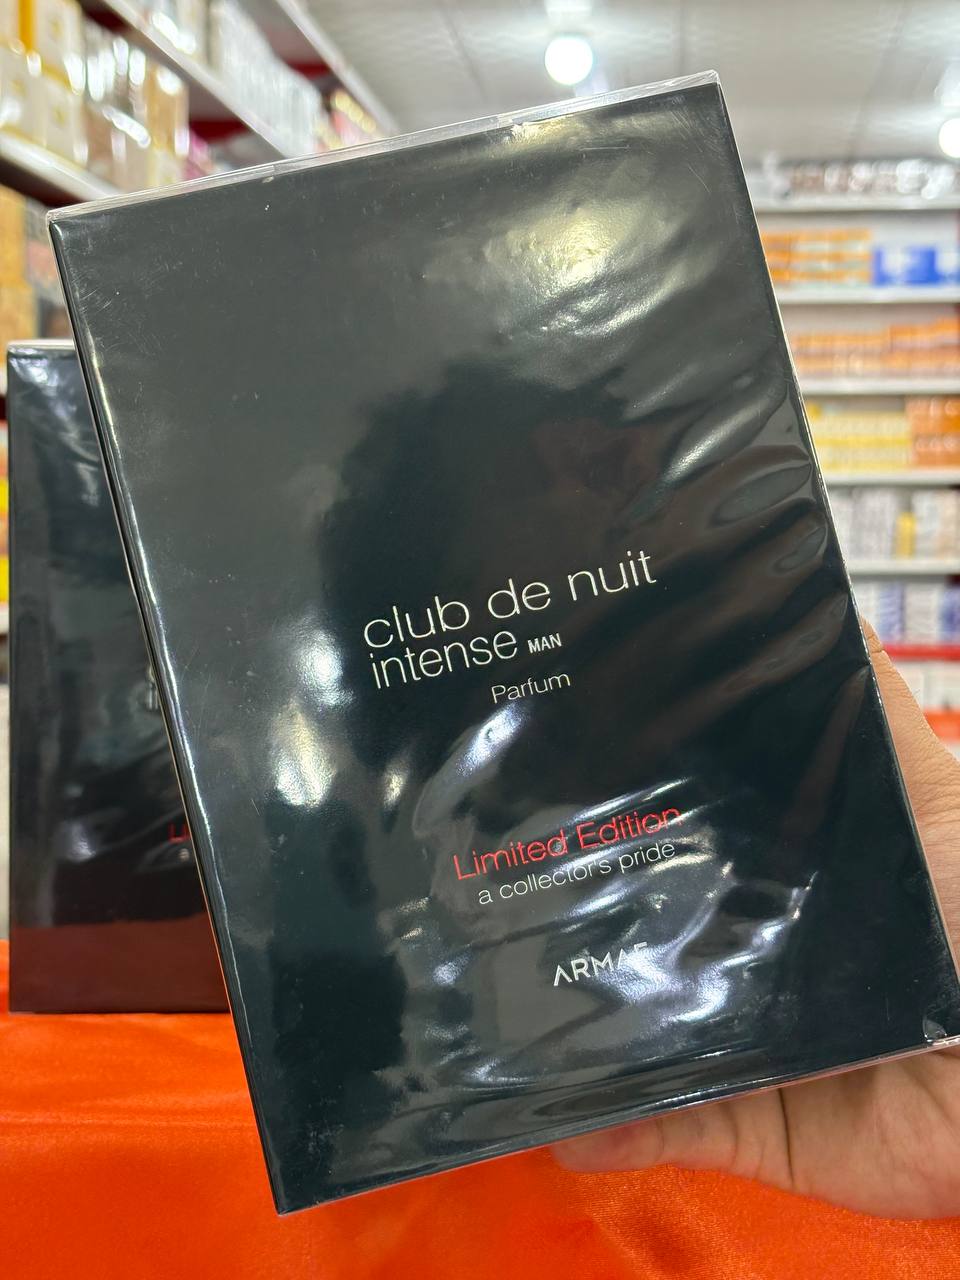 club de nuit
intense MAN
Parfum
Limited Edition
a collector's pride
ARMAF